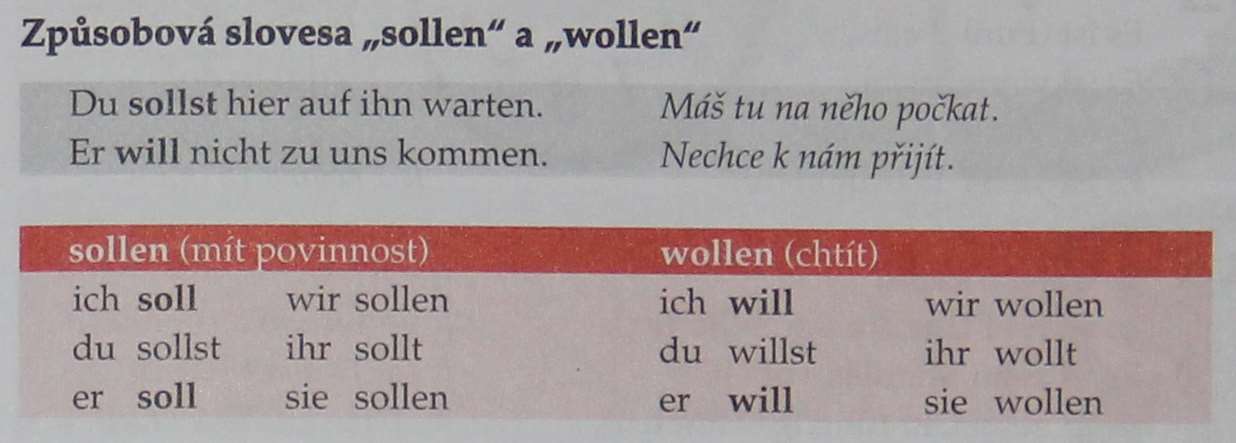 Způsobová slovesa „sollen“ a „wollen“
Du sollst hier auf ihn warten. Máš tu na něho počkat.
Er will nicht zu uns kommen. Nechce k nám přijít.
sollen (mít povinnost) wollen (chtít)
ich soll wir sollen ich will wir wollen
du sollst ihr sollt du willst ihr wollt
er soll sie sollen er will sie wollen